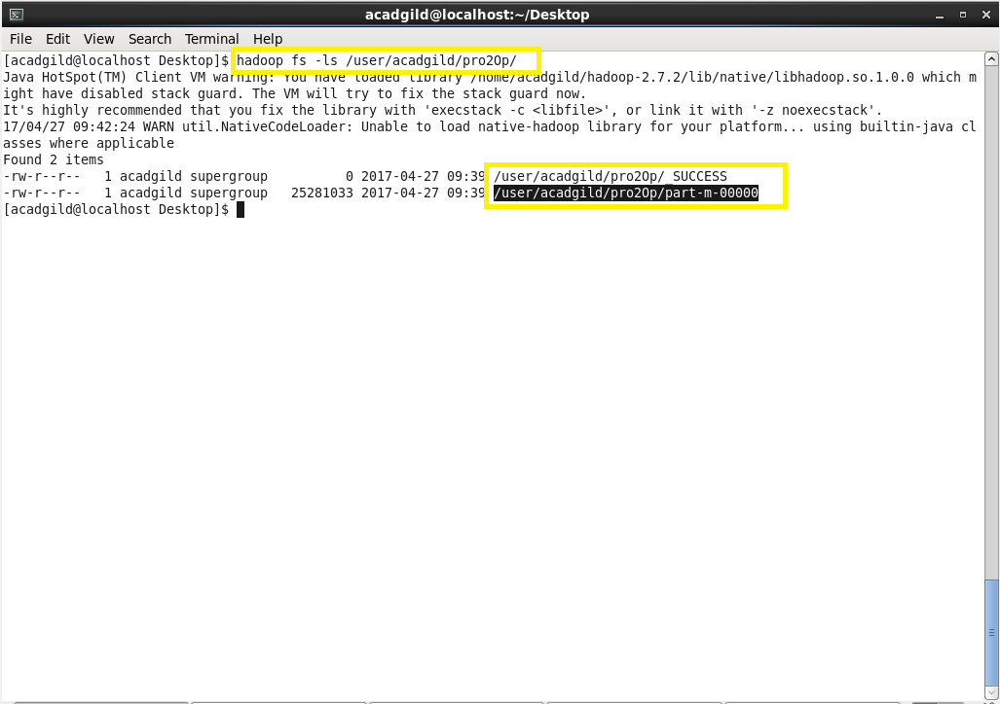 acadgild@localhost:~/Desktop
File Edit View Search Terminal Help
[acadgild@localhost Desktop]$ hadoop fs -ls /user/acadgild/pro2Op/
Java HotSpot(TM) Client VM warning: You have loaded library /home/acadgild/hadoop-2.7.2/lib/native/libhadoop.so.1.0.0 which m
ight have disabled stack guard. The VM will try to fix the stack guard now.
It's highly recommended that you fix the library with 'execstack -c <libfile>', or link it with '-z noexecstack'.
17/04/27 09:42:24 WARN util.NativeCodeLoader: Unable to load native-hadoop library for your platform... using builtin-java cl
asses where applicable
Found 2 items
-rw-r--r--   1 acadgild supergroup          0 2017-04-27 09:39 /user/acadgild/pro2Op/_SUCCESS
-rw-r--r--   1 acadgild supergroup   25281033 2017-04-27 09:39 /user/acadgild/pro2Op/part-m-00000
[acadgild@localhost Desktop]$